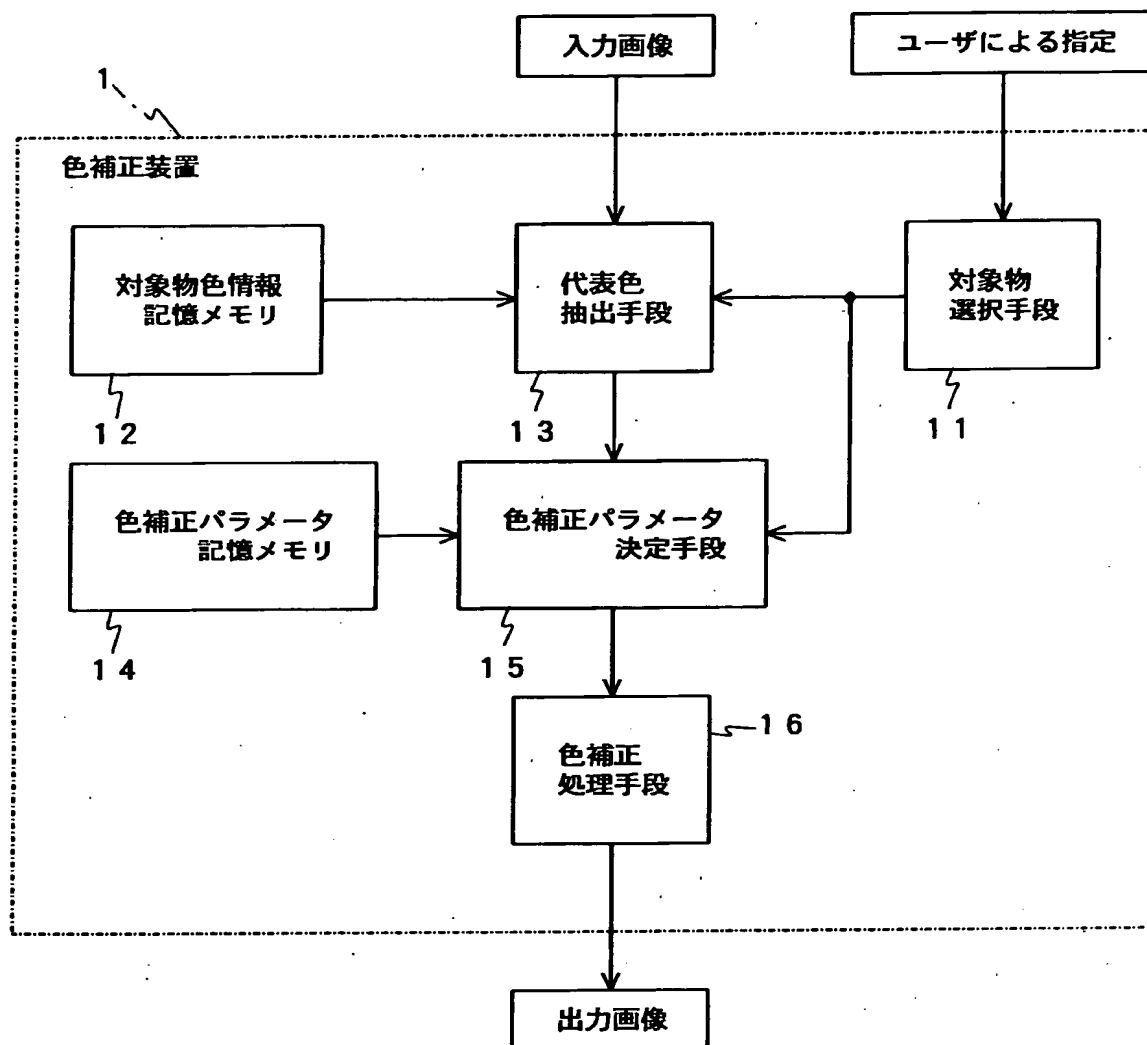 入力画像
ユーザによる指定
1
色補正装置
対象物色情報
記憶メモリ
代表色
抽出手段
対象物
選択手段
12
13
11
色補正パラメータ
記憶メモリ
色補正パラメータ
決定手段
14
15
色補正
処理手段
16
出力画像